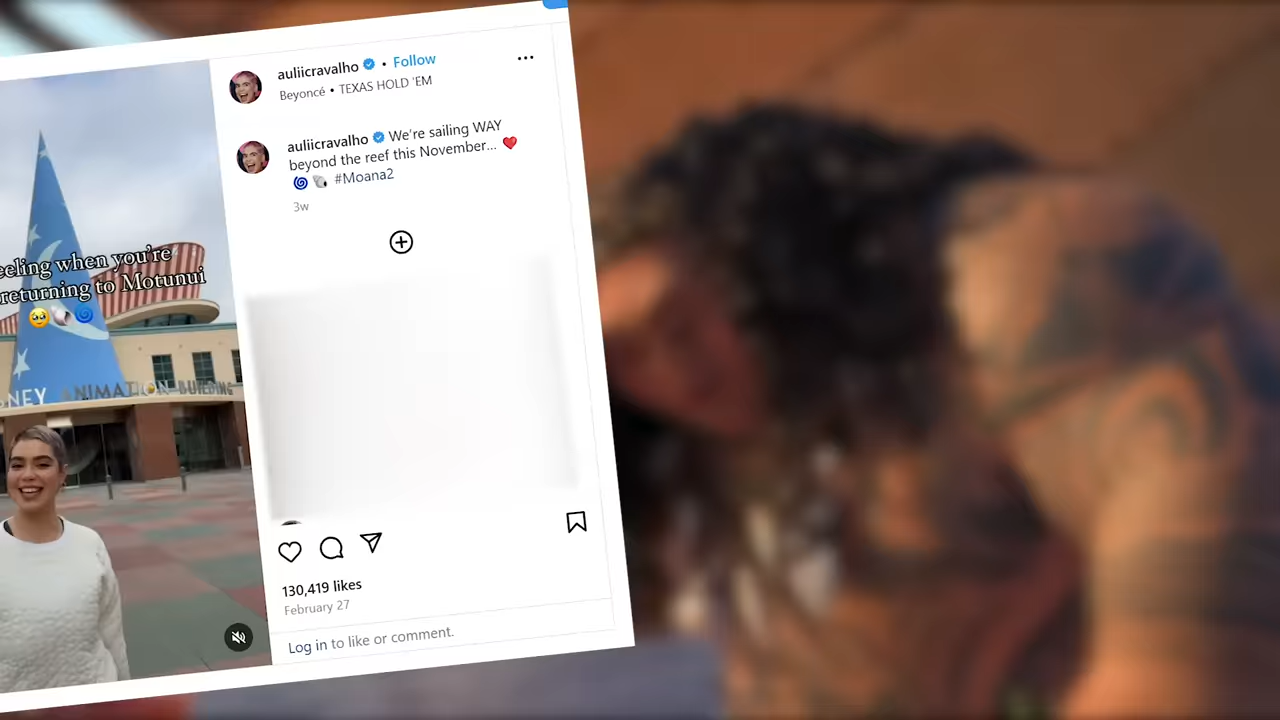 auliicravalho • Follow
Beyoncé • TEXAS HOLD 'EM
auliicravalho We're sailing WAY
beyond the reef this November... ❤️
🌀 🐚 #Moana2
3w
eeling when you're
returning to Motunui
🥹🐚🌀
NEY ANIMATION BUILDING
130,419 likes
February 27
Log in to like or comment.